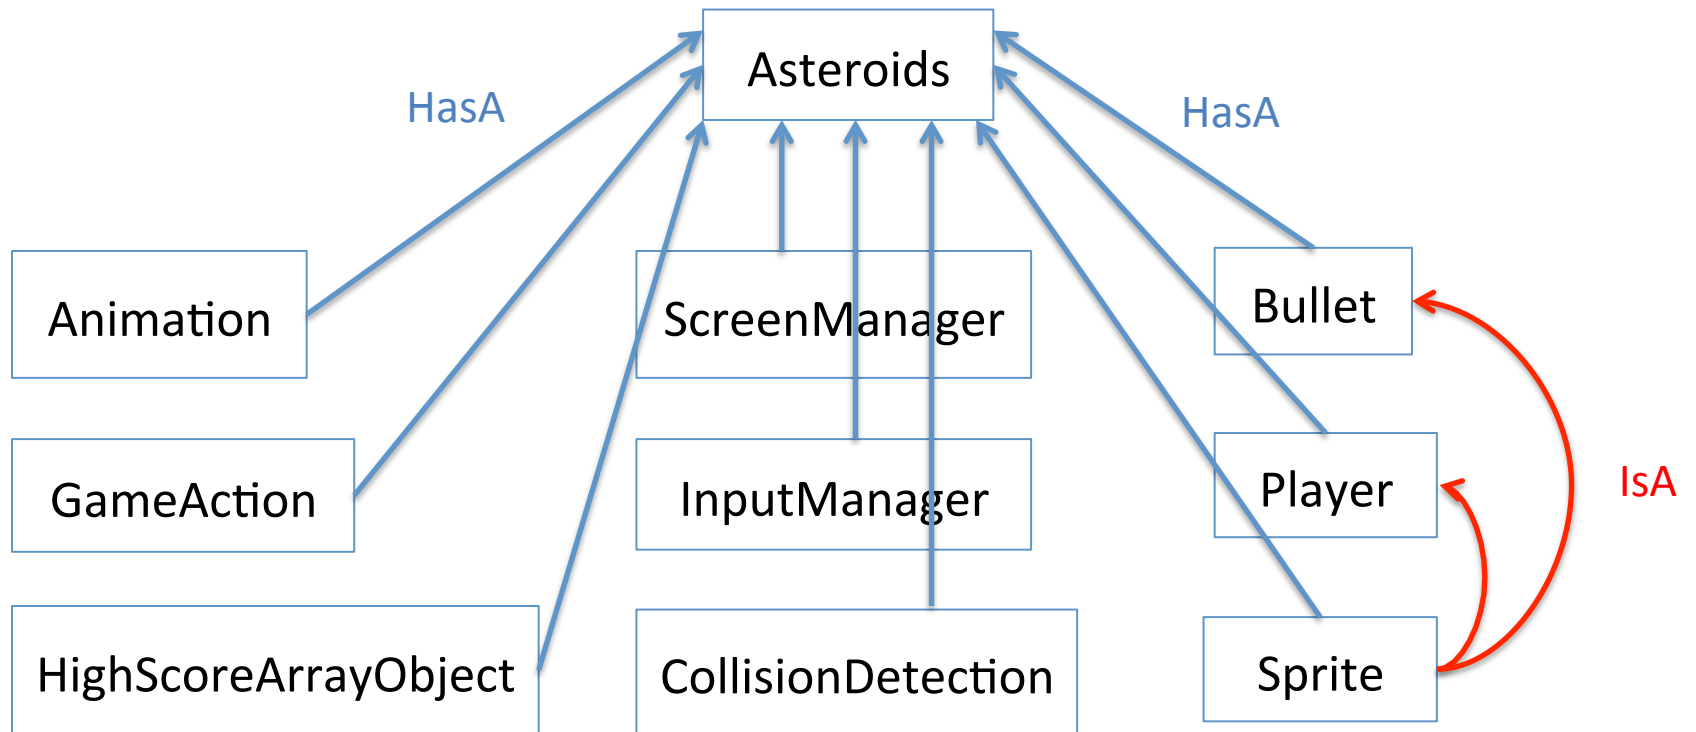 Asteroids
HasA
HasA
Animation
ScreenManager
Bullet
GameAction
InputManager
Player
IsA
HighScoreArrayObject
CollisionDetection
Sprite